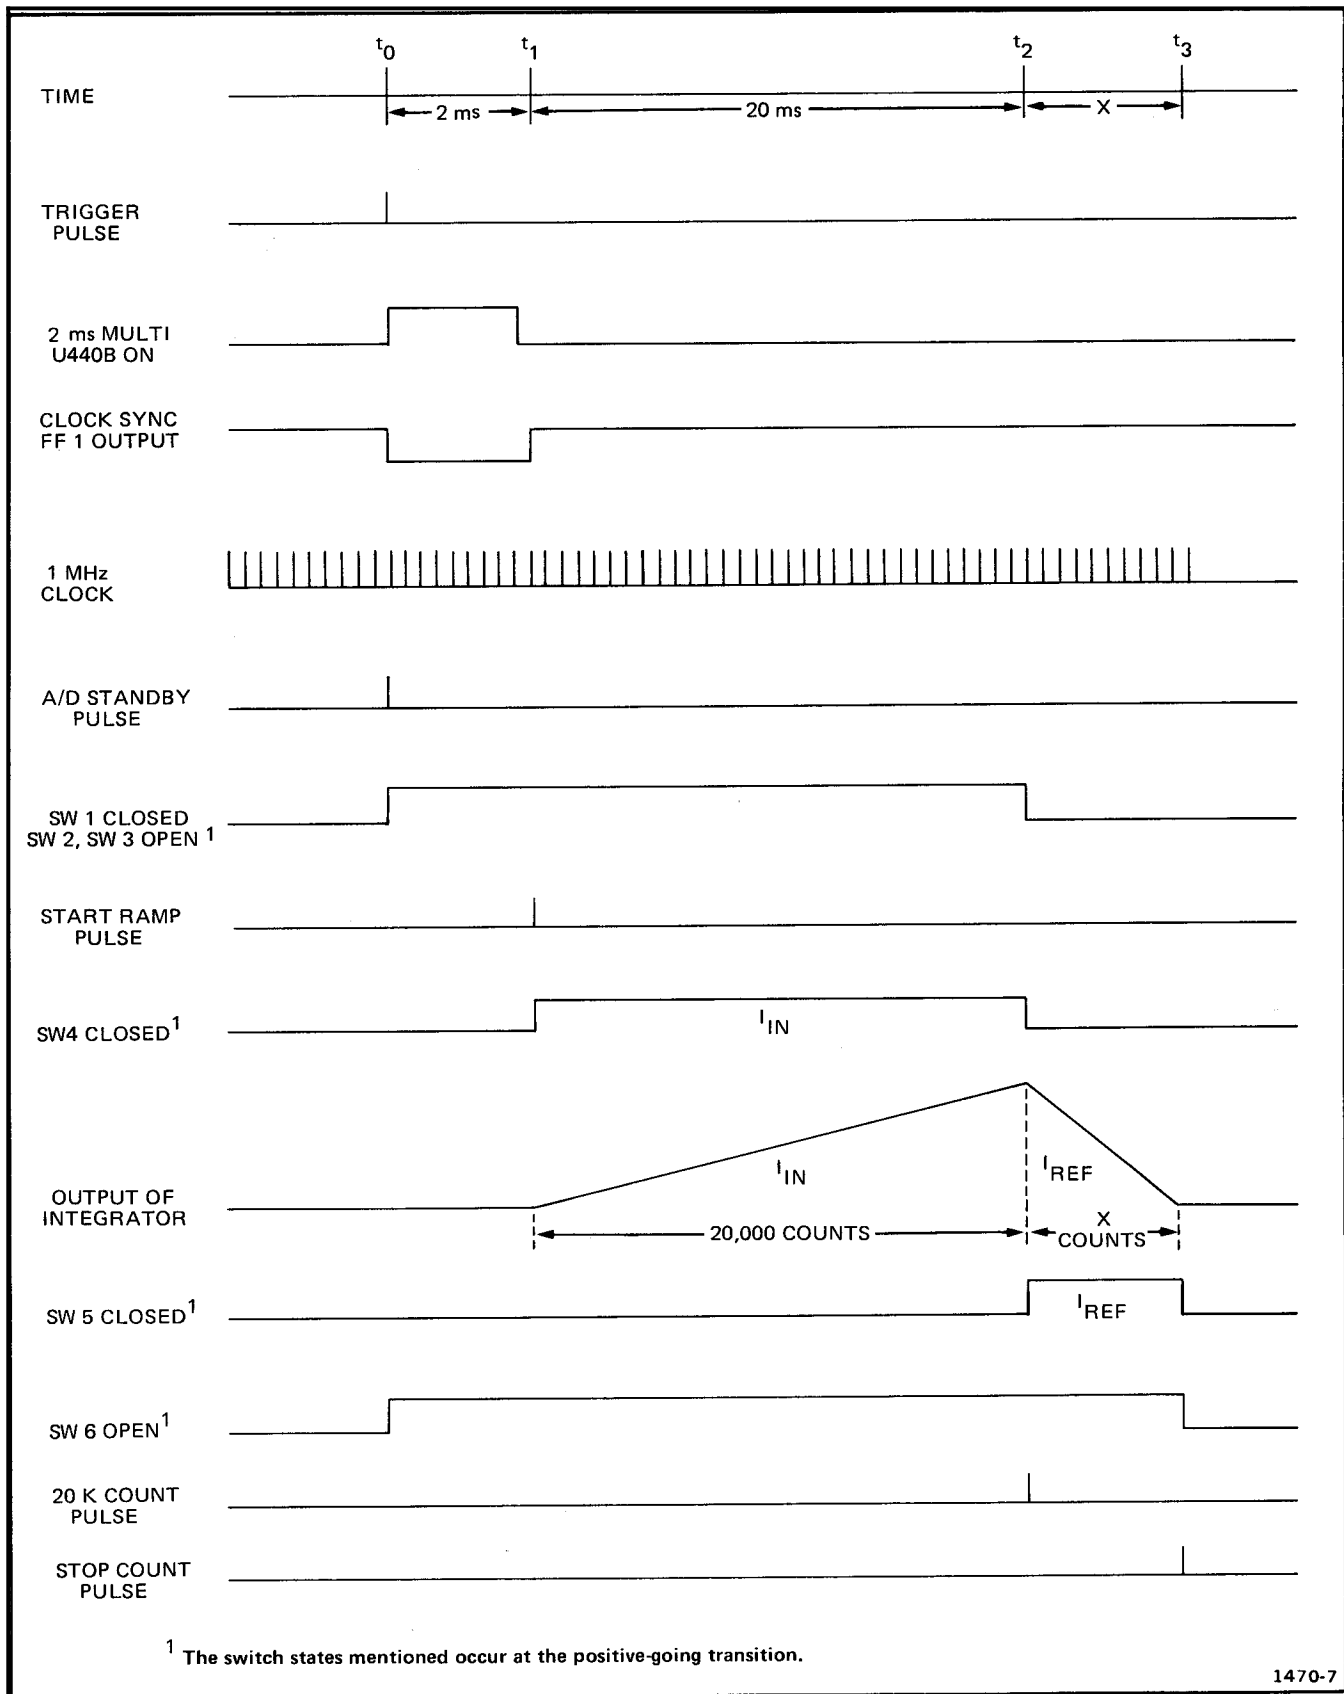 t0 t1 t2 t3
TIME
2 ms 20 ms X
TRIGGER
PULSE
2 ms MULTI
U440B ON
CLOCK SYNC
FF 1 OUTPUT
1 MHz
CLOCK
A/D STANDBY
PULSE
SW 1 CLOSED
SW 2, SW 3 OPEN 1
START RAMP
PULSE
SW4 CLOSED1
IIN
IIN
IREF
OUTPUT OF
INTEGRATOR
20,000 COUNTS
X
COUNTS
SW 5 CLOSED1
IREF
SW 6 OPEN1
20 K COUNT
PULSE
STOP COUNT
PULSE
1 The switch states mentioned occur at the positive-going transition.
1470-7